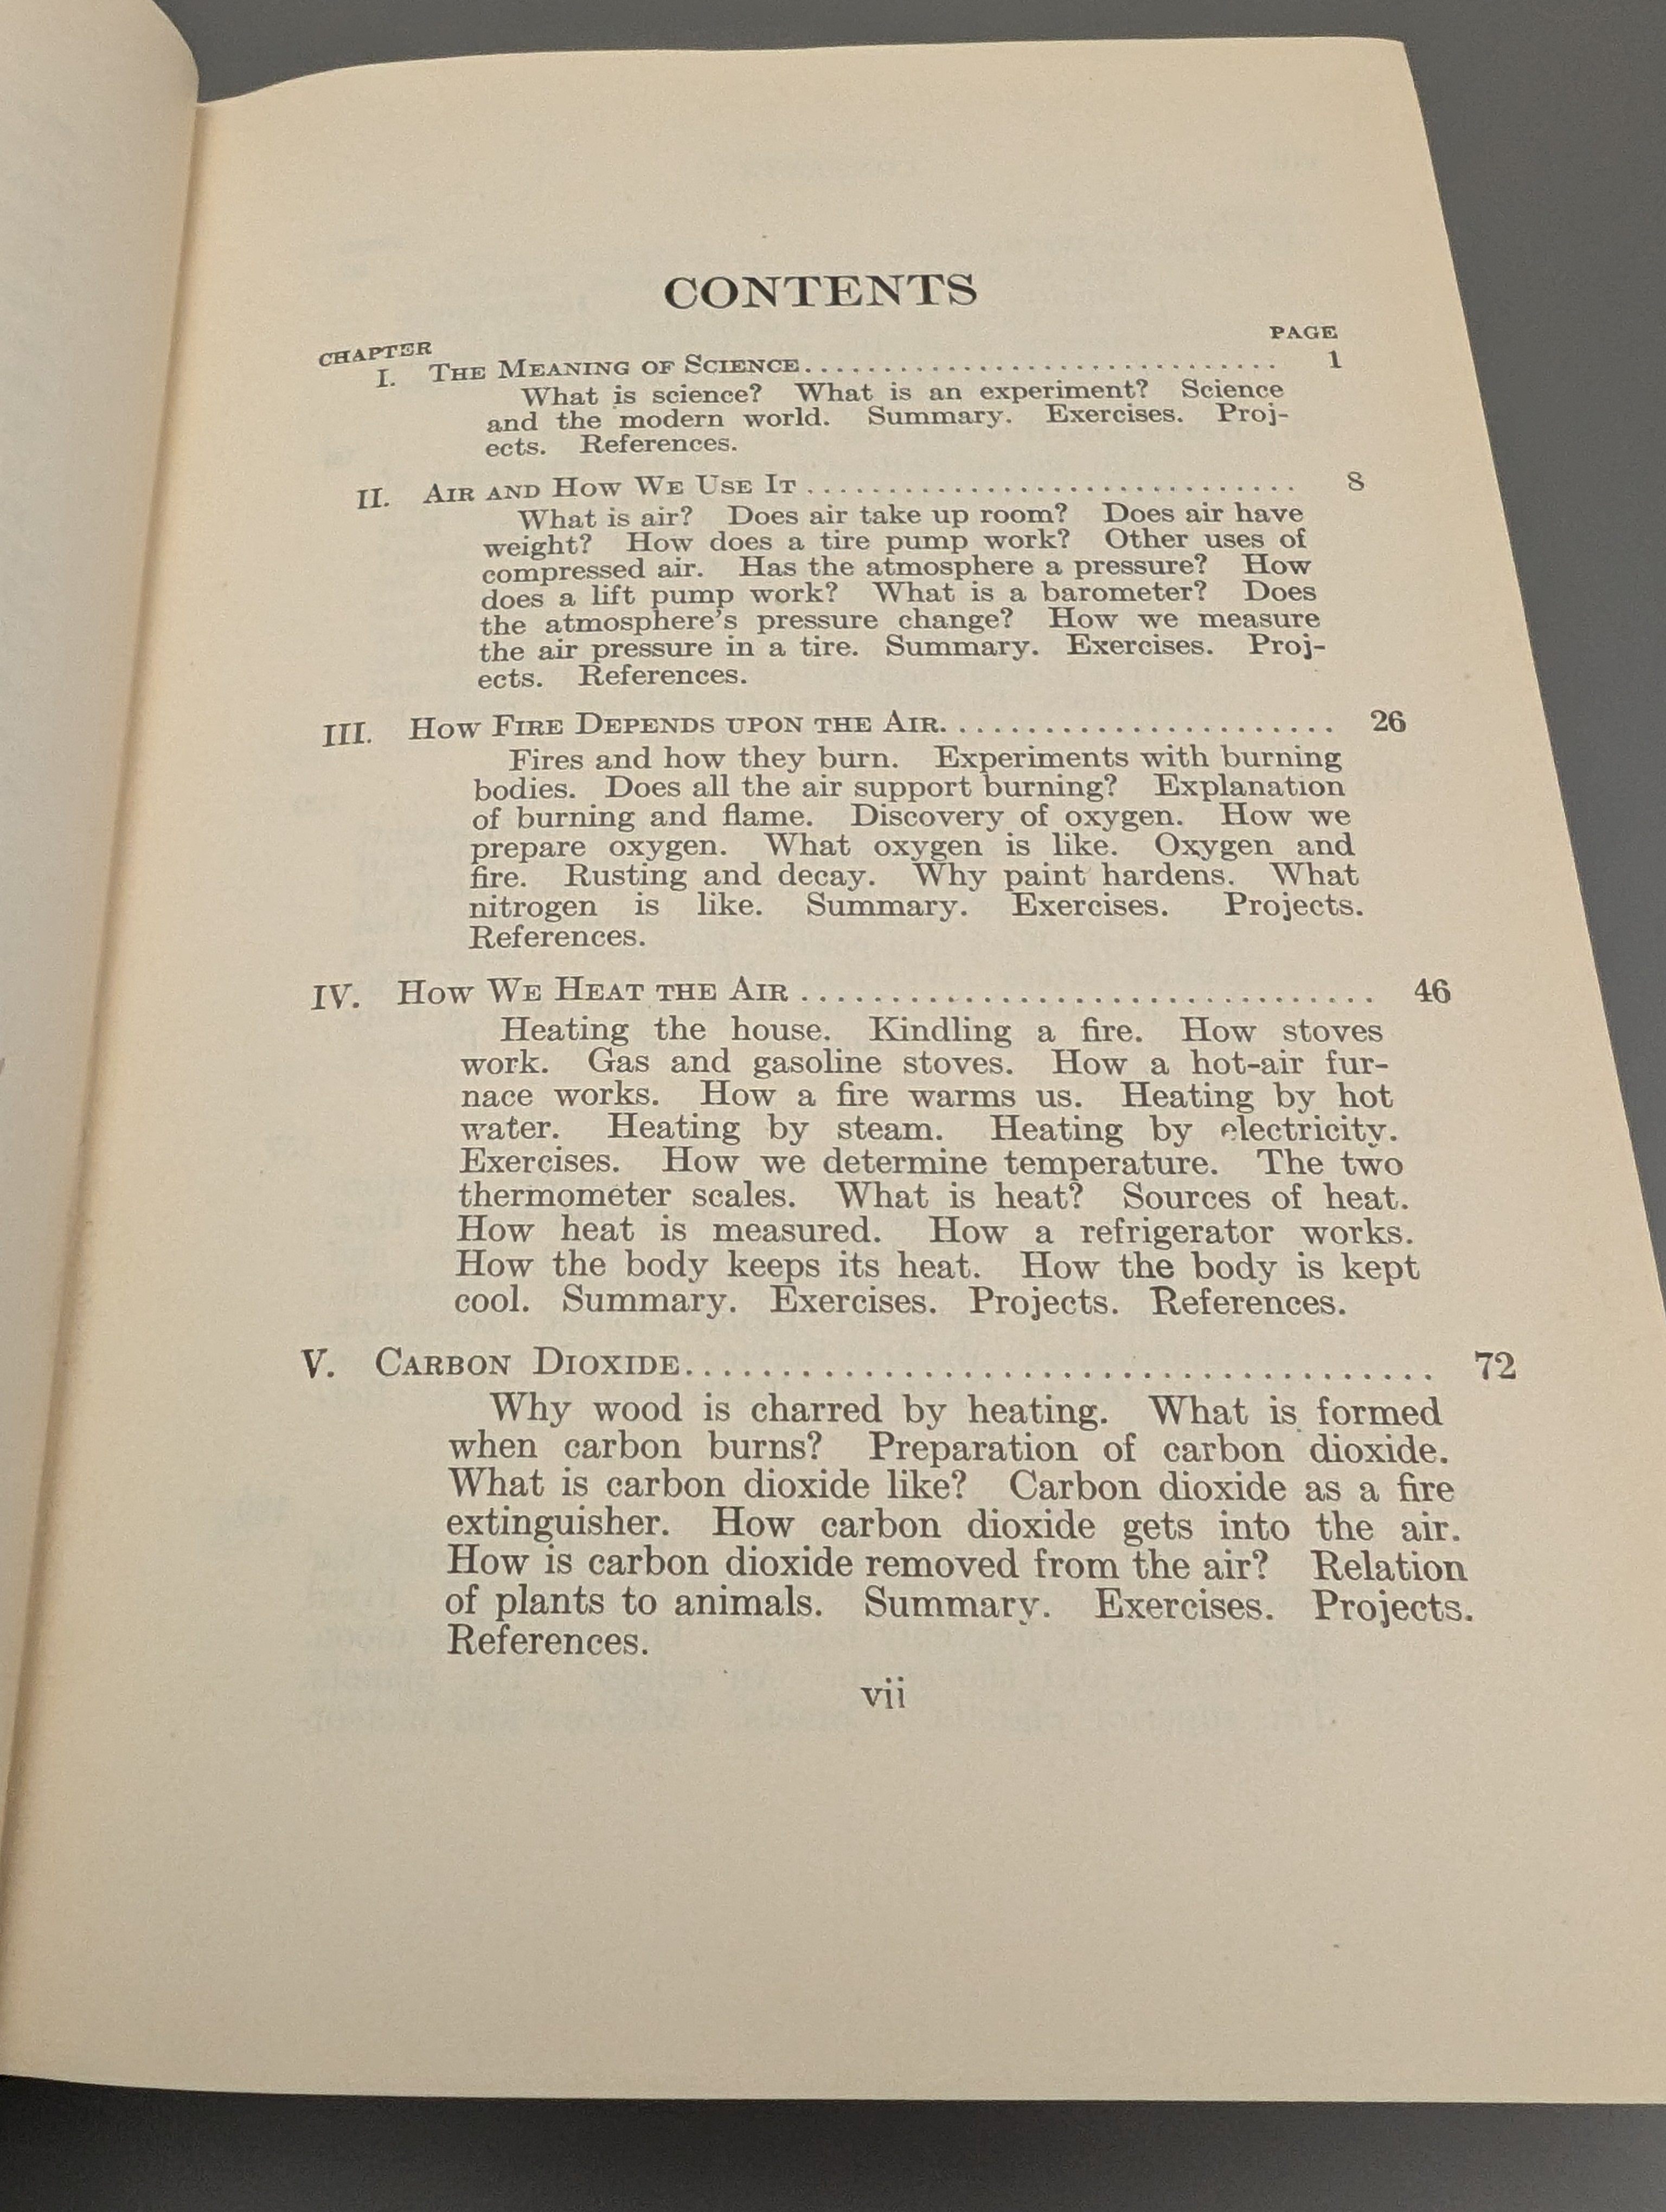 CONTENTS
CHAPTER PAGE
I. The Meaning of Science.............................. 1
What is science? What is an experiment? Science
and the modern world. Summary. Exercises. Proj-
ects. References.
II. Air and How We Use It.............................. 8
What is air? Does air take up room? Does air have
weight? How does a tire pump work? Other uses of
compressed air. Has the atmosphere a pressure? How
does a lift pump work? What is a barometer? Does
the atmosphere's pressure change? How we measure
the air pressure in a tire. Summary. Exercises. Proj-
ects. References.
III. How Fire Depends upon the Air....................... 26
Fires and how they burn. Experiments with burning
bodies. Does all the air support burning? Explanation
of burning and flame. Discovery of oxygen. How we
prepare oxygen. What oxygen is like. Oxygen and
fire. Rusting and decay. Why paint hardens. What
nitrogen is like. Summary. Exercises. Projects.
References.
IV. How We Heat the Air................................ 46
Heating the house. Kindling a fire. How stoves
work. Gas and gasoline stoves. How a hot-air fur-
nace works. How a fire warms us. Heating by hot
water. Heating by steam. Heating by electricity.
Exercises. How we determine temperature. The two
thermometer scales. What is heat? Sources of heat.
How heat is measured. How a refrigerator works.
How the body keeps its heat. How the body is kept
cool. Summary. Exercises. Projects. References.
V. Carbon Dioxide..................................... 72
Why wood is charred by heating. What is formed
when carbon burns? Preparation of carbon dioxide.
What is carbon dioxide like? Carbon dioxide as a fire
extinguisher. How carbon dioxide gets into the air.
How is carbon dioxide removed from the air? Relation
of plants to animals. Summary. Exercises. Projects.
References.
vii